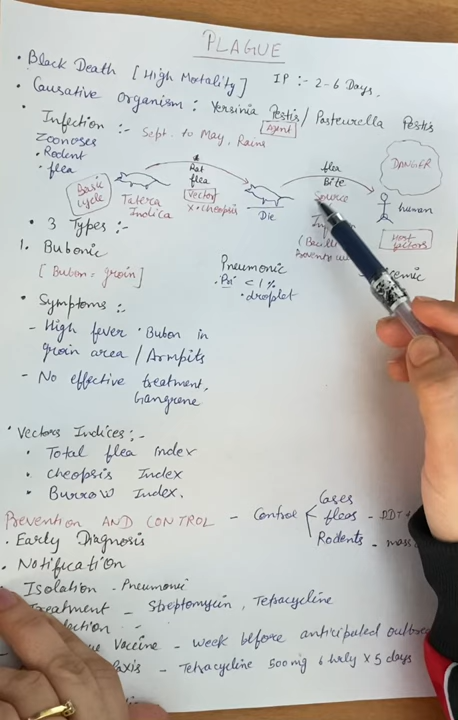 PLAGUE
• Black Death [High Mortality] IP :- 2-6 Days.
• Causative Organism : Yersinia Pestis / Pasteurella Pestis
• Infection :- Sept. to May, Rains Agent
Zoonoses
• Rodent
• flea
Basic cycle
Tatera Indica
Rat flea
Vector
X. Cheopsis
Die
flea Bite
Source
DANGER
human
Host factors
• 3 Types :-
1. Bubonic
[Bubon = groin]
Pneumonic
< 1%
• droplet
• Symptoms :-
- High fever • Bubon in
groin area / Armpits
- No effective treatment,
Gangrene
• Vectors Indices :-
• Total flea index
• Cheopsis Index
• Burrow Index.
Prevention AND CONTROL - Control
Cases
fleas - DDT
Rodents - mass
• Early Diagnosis
• Notification
Isolation - Pneumonic
Treatment - Streptomycin, Tetracycline
Vaccine - week before anticipated
- Tetracycline 500mg 6 hrly x 5 days